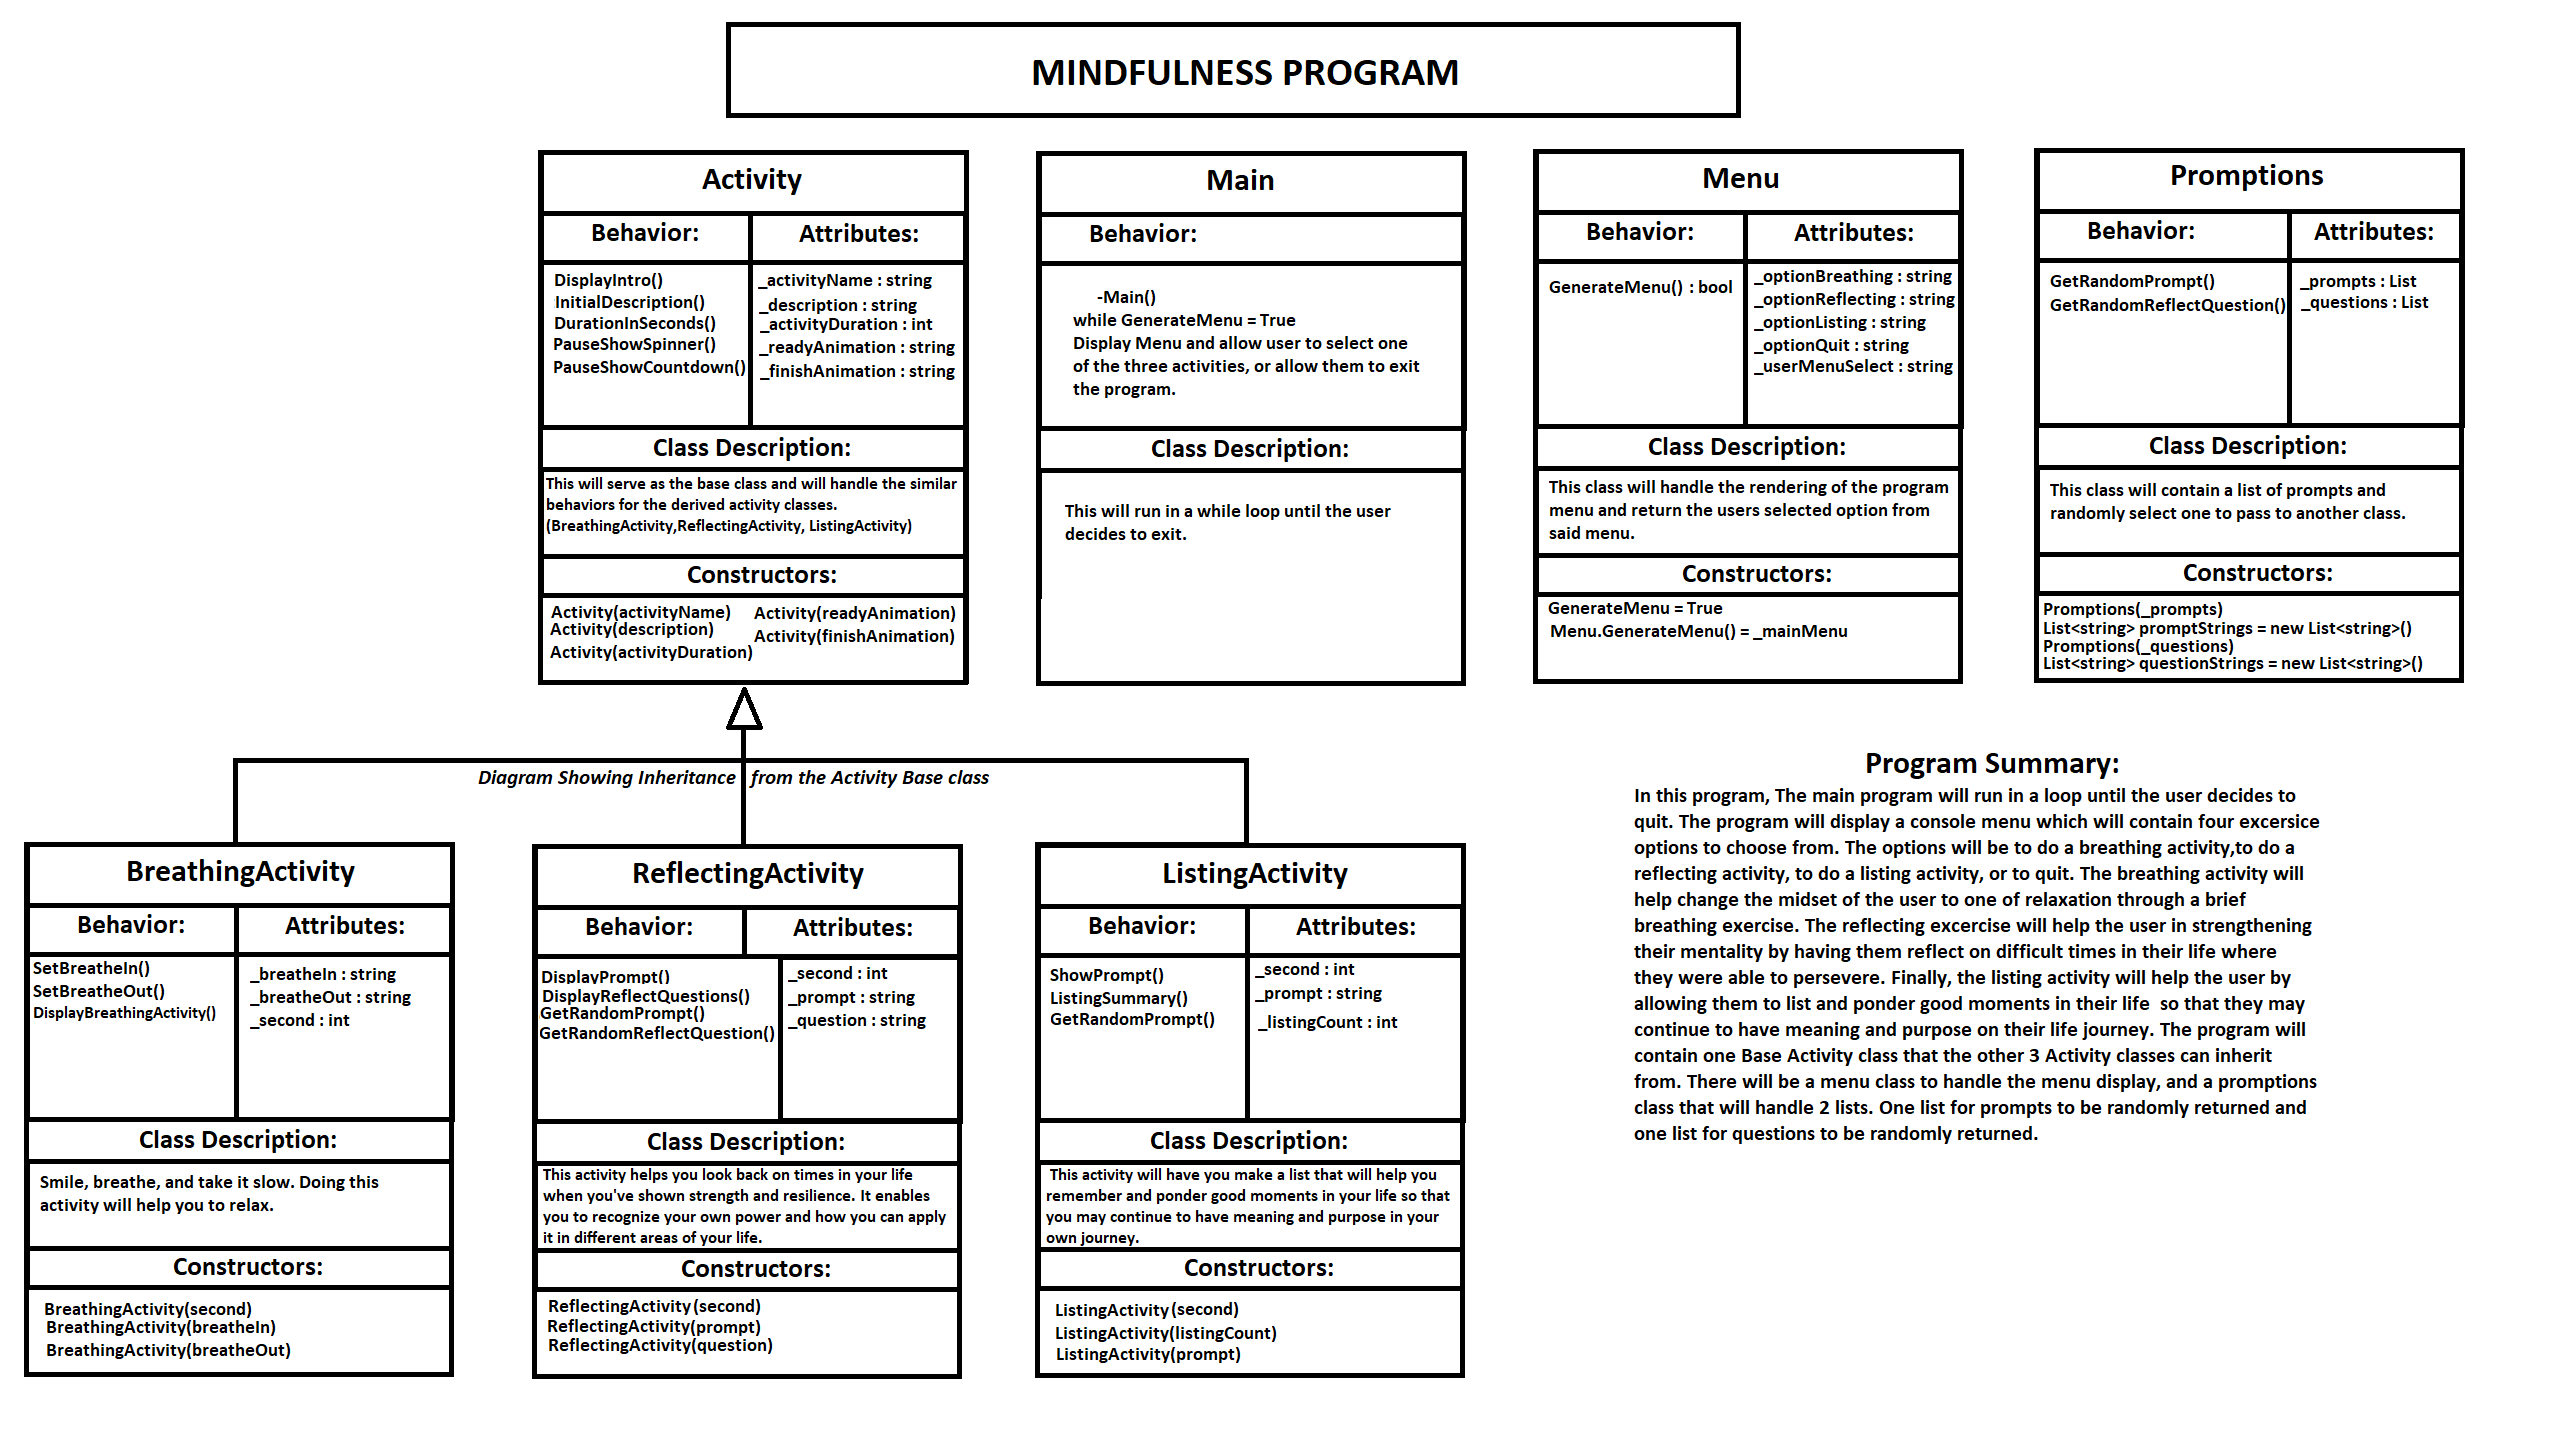 MINDFULNESS PROGRAM
Activity
Behavior:
Attributes:
DisplayIntro()
InitialDescription()
DurationInSeconds()
PauseShowSpinner()
PauseShowCountdown()
_activityName : string
_description : string
_activityDuration : int
_readyAnimation : string
_finishAnimation : string
Class Description:
This will serve as the base class and will handle the similar
behaviors for the derived activity classes.
(BreathingActivity,ReflectingActivity, ListingActivity)
Constructors:
Activity(activityName)
Activity(description)
Activity(activityDuration)
Activity(readyAnimation)
Activity(finishAnimation)
Main
Behavior:
-Main()
while GenerateMenu = True
Display Menu and allow user to select one
of the three activities, or allow them to exit
the program.
Class Description:
This will run in a while loop until the user
decides to exit.
Menu
Behavior:
Attributes:
GenerateMenu() : bool
_optionBreathing : string
_optionReflecting : string
_optionListing : string
_optionQuit : string
_userMenuSelect : string
Class Description:
This class will handle the rendering of the program
menu and return the users selected option from
said menu.
Constructors:
GenerateMenu = True
Menu.GenerateMenu() = _mainMenu
Promptions
Behavior:
Attributes:
GetRandomPrompt()
GetRandomReflectQuestion()
_prompts : List
_questions : List
Class Description:
This class will contain a list of prompts and
randomly select one to pass to another class.
Constructors:
Promptions(_prompts)
List<string> promptStrings = new List<string>()
Promptions(_questions)
List<string> questionStrings = new List<string>()
Diagram Showing Inheritance from the Activity Base class
BreathingActivity
Behavior:
Attributes:
SetBreatheIn()
SetBreatheOut()
DisplayBreathingActivity()
_breatheIn : string
_breatheOut : string
_second : int
Class Description:
Smile, breathe, and take it slow. Doing this
activity will help you to relax.
Constructors:
BreathingActivity(second)
BreathingActivity(breatheIn)
BreathingActivity(breatheOut)
ReflectingActivity
Behavior:
Attributes:
DisplayPrompt()
DisplayReflectQuestions()
GetRandomPrompt()
GetRandomReflectQuestion()
_second : int
_prompt : string
_question : string
Class Description:
This activity helps you look back on times in your life
when you've shown strength and resilience. It enables
you to recognize your own power and how you can apply
it in different areas of your life.
Constructors:
ReflectingActivity(second)
ReflectingActivity(prompt)
ReflectingActivity(question)
ListingActivity
Behavior:
Attributes:
ShowPrompt()
ListingSummary()
GetRandomPrompt()
_second : int
_prompt : string
_listingCount : int
Class Description:
This activity will have you make a list that will help you
remember and ponder good moments in your life so that
you may continue to have meaning and purpose in your
own journey.
Constructors:
ListingActivity(second)
ListingActivity(listingCount)
ListingActivity(prompt)
Program Summary:
In this program, The main program will run in a loop until the user decides to
quit. The program will display a console menu which will contain four excersice
options to choose from. The options will be to do a breathing activity,to do a
reflecting activity, to do a listing activity, or to quit. The breathing activity will
help change the midset of the user to one of relaxation through a brief
breathing exercise. The reflecting excercise will help the user in strengthening
their mentality by having them reflect on difficult times in their life where
they were able to persevere. Finally, the listing activity will help the user by
allowing them to list and ponder good moments in their life so that they may
continue to have meaning and purpose on their life journey. The program will
contain one Base Activity class that the other 3 Activity classes can inherit
from. There will be a menu class to handle the menu display, and a promptions
class that will handle 2 lists. One list for prompts to be randomly returned and
one list for questions to be randomly returned.